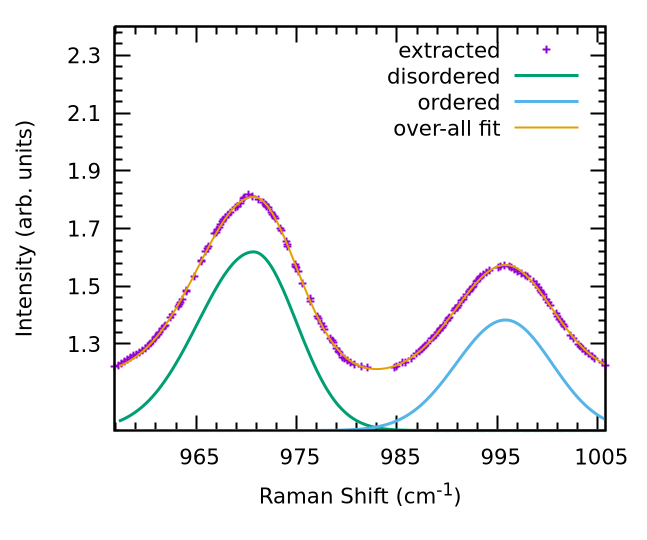 extracted
disordered
ordered
over-all fit
2.3
2.1
1.9
1.7
1.5
1.3
Intensity (arb. units)
965 975 985 995 1005
Raman Shift (cm-1)